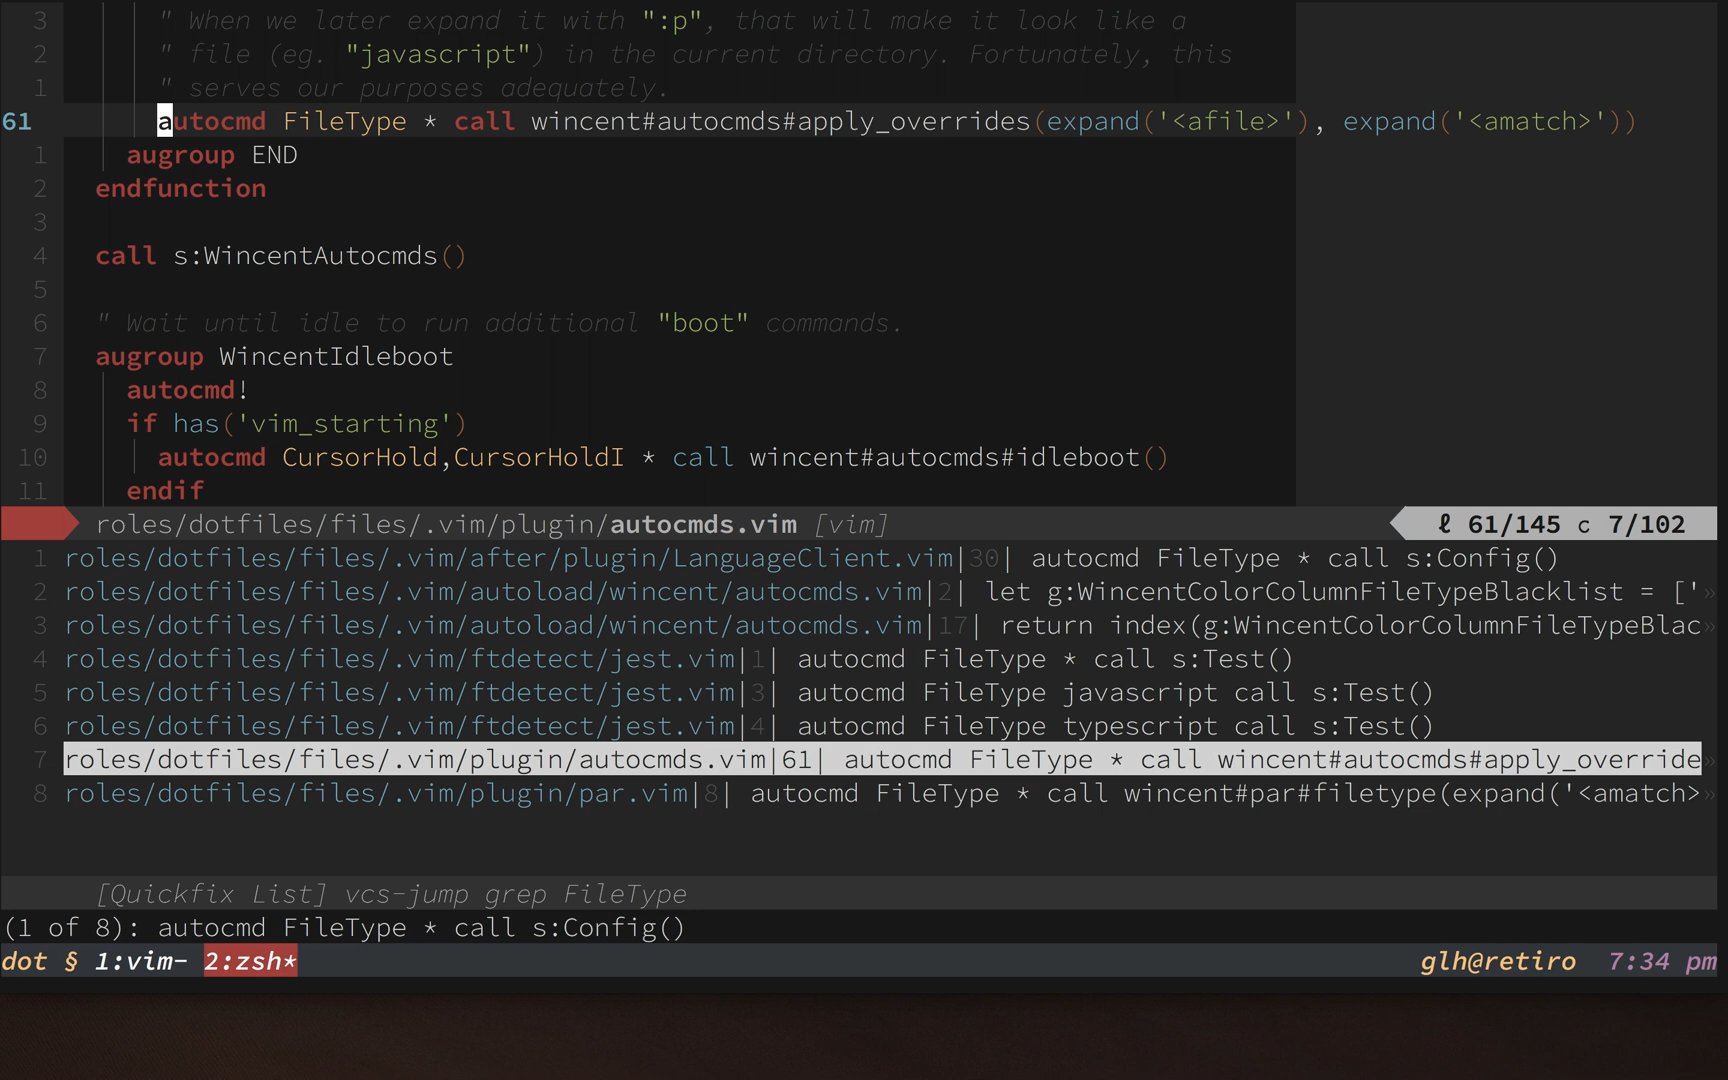 3 " When we later expand it with ":p", that will make it look like a
2 " file (eg. "javascript") in the current directory. Fortunately, this
1 " serves our purposes adequately.
61 autocmd FileType * call wincent#autocmds#apply_overrides(expand('<afile>'), expand('<amatch>'))
1 augroup END
2 endfunction
3
4 call s:WincentAutocmds()
5
6 " Wait until idle to run additional "boot" commands.
7 augroup WincentIdleboot
8 autocmd!
9 if has('vim_starting')
10 autocmd CursorHold,CursorHoldI * call wincent#autocmds#idleboot()
11 endif
roles/dotfiles/files/.vim/plugin/autocmds.vim [vim] ℓ 61/145 c 7/102
1 roles/dotfiles/files/.vim/after/plugin/LanguageClient.vim|30| autocmd FileType * call s:Config()
2 roles/dotfiles/files/.vim/autoload/wincent/autocmds.vim|2| let g:WincentColorColumnFileTypeBlacklist = ['»
3 roles/dotfiles/files/.vim/autoload/wincent/autocmds.vim|17| return index(g:WincentColorColumnFileTypeBlac»
4 roles/dotfiles/files/.vim/ftdetect/jest.vim|1| autocmd FileType * call s:Test()
5 roles/dotfiles/files/.vim/ftdetect/jest.vim|3| autocmd FileType javascript call s:Test()
6 roles/dotfiles/files/.vim/ftdetect/jest.vim|4| autocmd FileType typescript call s:Test()
7 roles/dotfiles/files/.vim/plugin/autocmds.vim|61| autocmd FileType * call wincent#autocmds#apply_override»
8 roles/dotfiles/files/.vim/plugin/par.vim|8| autocmd FileType * call wincent#par#filetype(expand('<amatch>»
[Quickfix List] vcs-jump grep FileType
(1 of 8): autocmd FileType * call s:Config()
dot § 1:vim- 2:zsh* glh@retiro 7:34 pm